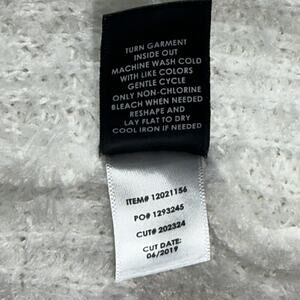 TURN GARMENT
INSIDE OUT
MACHINE WASH COLD
WITH LIKE COLORS
GENTLE CYCLE
ONLY NON-CHLORINE
BLEACH WHEN NEEDED
RESHAPE AND
LAY FLAT TO DRY
COOL IRON IF NEEDED
ITEM# 12021156
PO# 1293245
CUT# 202324
CUT DATE:
06/2019